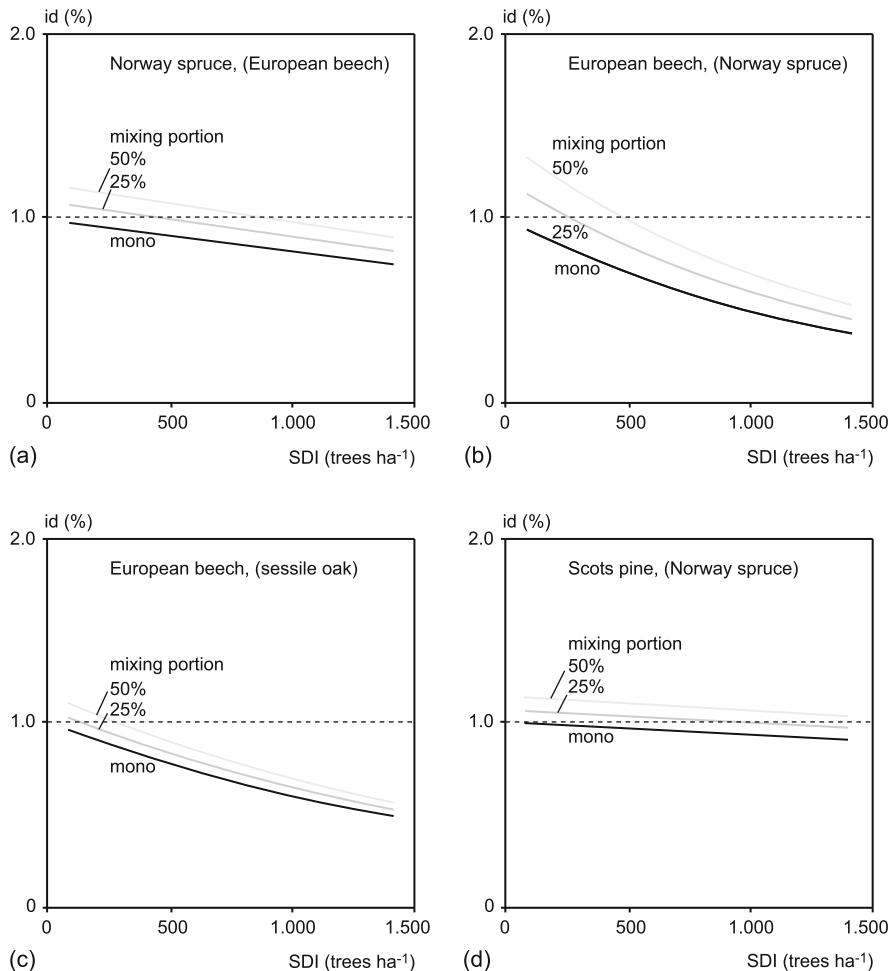 id (%)
2.0
Norway spruce, (European beech)
mixing portion
50%
25%
1.0
mono
0
0 500 1.000 1.500
(a) SDI (trees ha-1)
id (%)
2.0
European beech, (Norway spruce)
mixing portion
50%
1.0
25%
mono
0
0 500 1.000 1.500
(b) SDI (trees ha-1)
id (%)
2.0
European beech, (sessile oak)
mixing portion
50%
25%
1.0
mono
0
0 500 1.000 1.500
(c) SDI (trees ha-1)
id (%)
2.0
Scots pine, (Norway spruce)
mixing portion
50%
25%
1.0
mono
0
0 500 1.000 1.500
(d) SDI (trees ha-1)